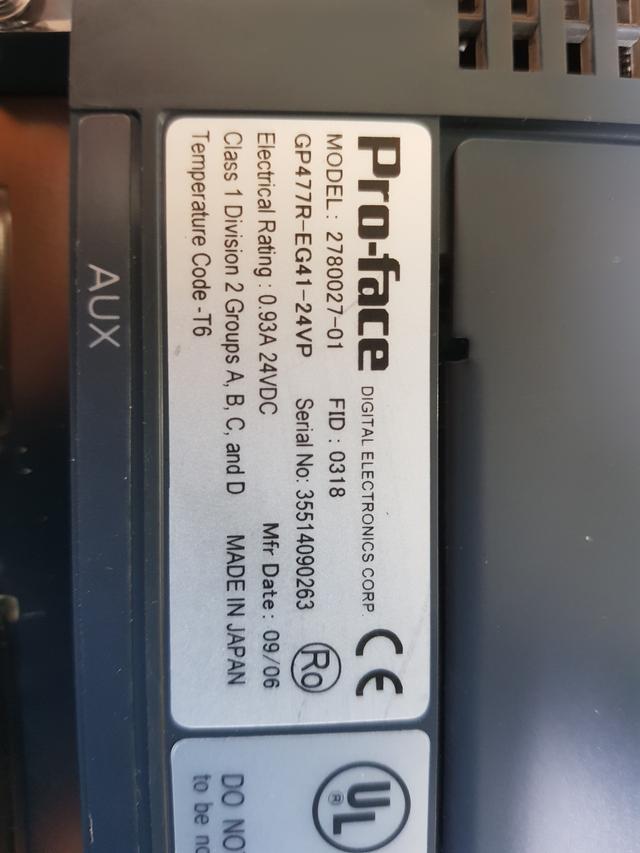 Pro-face DIGITAL ELECTRONICS CORP. CE
MODEL : 2780027-01 FID : 0318
GP477R-EG41-24VP Serial No: 35514090263 Ro
Electrical Rating : 0.93A 24VDC Mfr Date : 09/06
Class 1 Division 2 Groups A, B, C, and D MADE IN JAPAN
Temperature Code -T6
AUX
UL ®
DO
to be